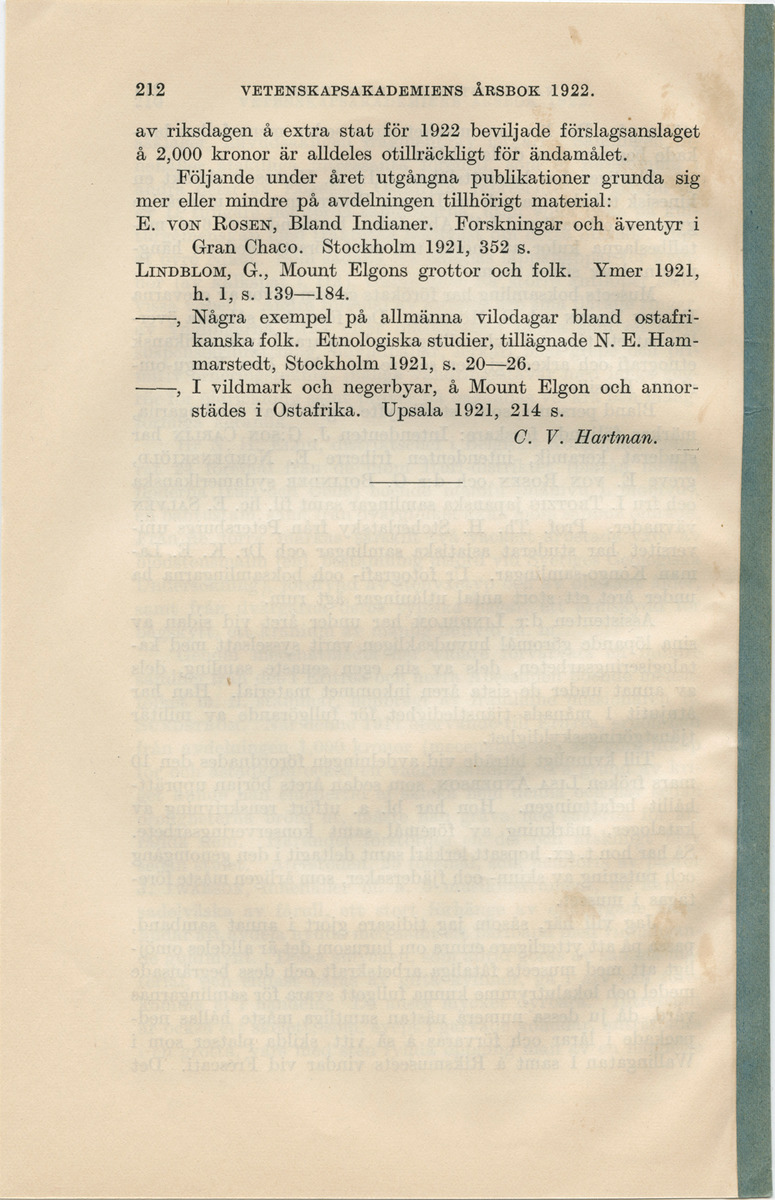 212 VETENSKAPSAKADEMIENS ÅRSBOK 1922.
av riksdagen å extra stat för 1922 beviljade förslagsanslaget
å 2,000 kronor är alldeles otillräckligt för ändamålet.
Följande under året utgångna publikationer grunda sig
mer eller mindre på avdelningen tillhörigt material:
E. VON ROSEN, Bland Indianer. Forskningar och äventyr i
Gran Chaco. Stockholm 1921, 352 s.
LINDBLOM, G., Mount Elgons grottor och folk. Ymer 1921,
h. 1, s. 139—184.
——, Några exempel på allmänna vilodagar bland ostafri-
kanska folk. Etnologiska studier, tillägnade N. E. Ham-
marstedt, Stockholm 1921, s. 20—26.
——, I vildmark och negerbyar, å Mount Elgon och annor-
städes i Ostafrika. Upsala 1921, 214 s.
C. V. Hartman.